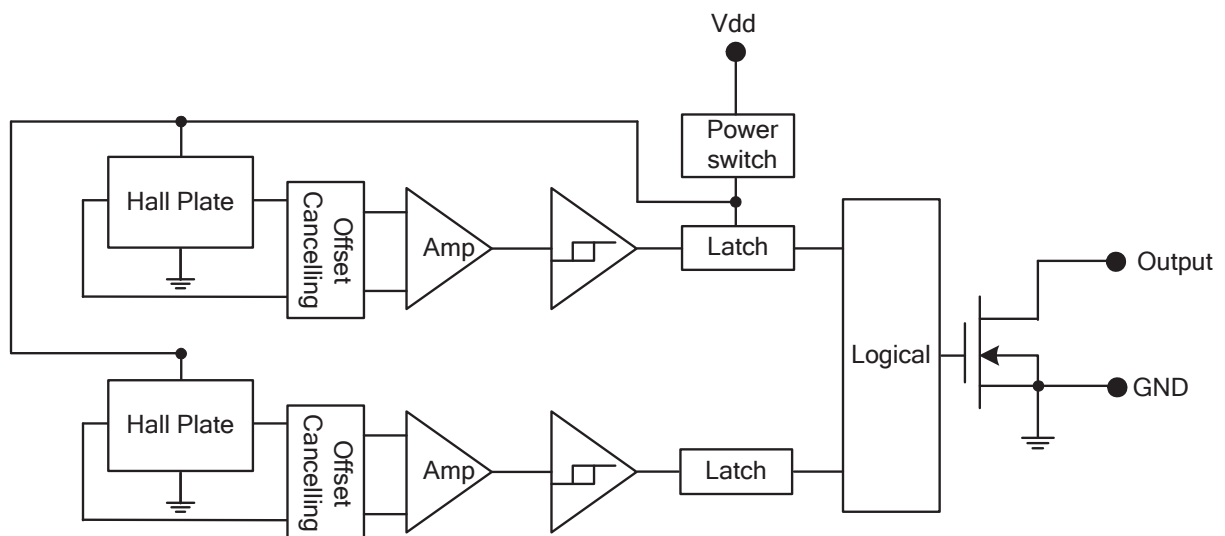 Vdd
Power
switch
Hall Plate
Offset
Cancelling
Amp
Latch
Output
Logical
GND
Hall Plate
Offset
Cancelling
Amp
Latch